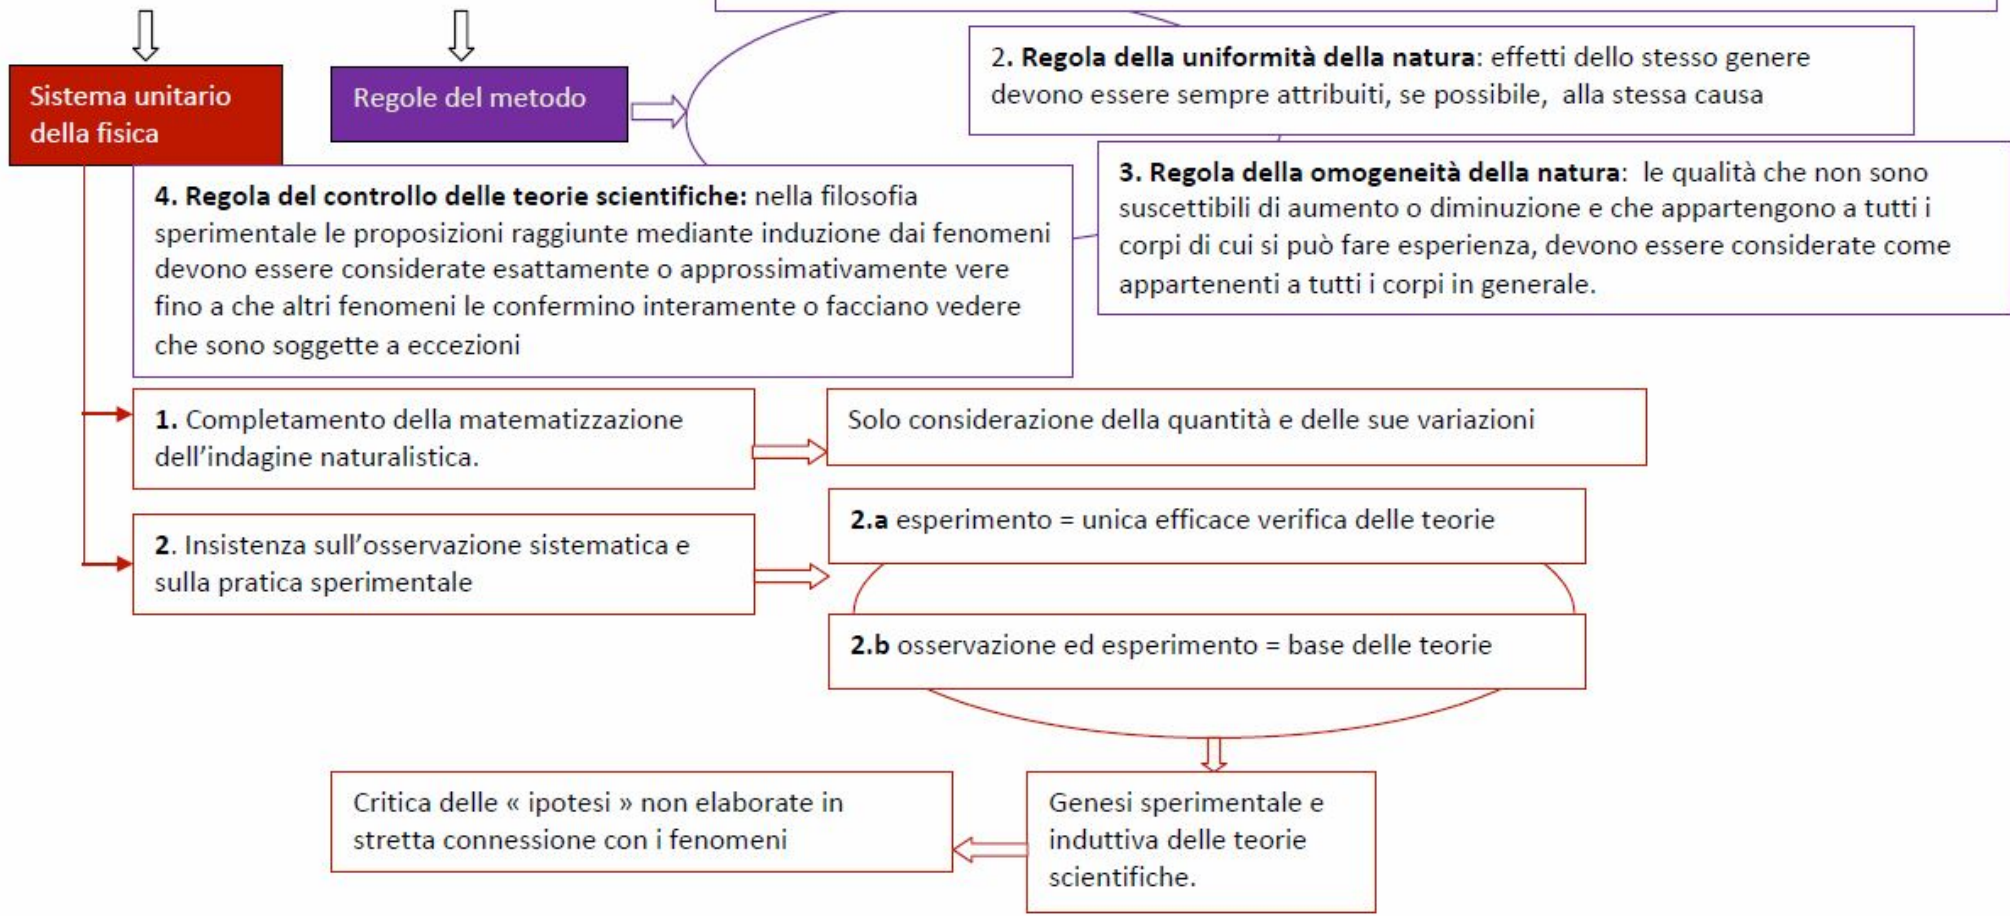 Sistema unitario
della fisica
Regole del metodo
2. Regola della uniformità della natura: effetti dello stesso genere
devono essere sempre attribuiti, se possibile, alla stessa causa
3. Regola della omogeneità della natura: le qualità che non sono
suscettibili di aumento o diminuzione e che appartengono a tutti i
corpi di cui si può fare esperienza, devono essere considerate come
appartenenti a tutti i corpi in generale.
4. Regola del controllo delle teorie scientifiche: nella filosofia
sperimentale le proposizioni raggiunte mediante induzione dai fenomeni
devono essere considerate esattamente o approssimativamente vere
fino a che altri fenomeni le confermino interamente o facciano vedere
che sono soggette a eccezioni
1. Completamento della matematizzazione
dell’indagine naturalistica.
Solo considerazione della quantità e delle sue variazioni
2. Insistenza sull’osservazione sistematica e
sulla pratica sperimentale
2.a esperimento = unica efficace verifica delle teorie
2.b osservazione ed esperimento = base delle teorie
Critica delle « ipotesi » non elaborate in
stretta connessione con i fenomeni
Genesi sperimentale e
induttiva delle teorie
scientifiche.